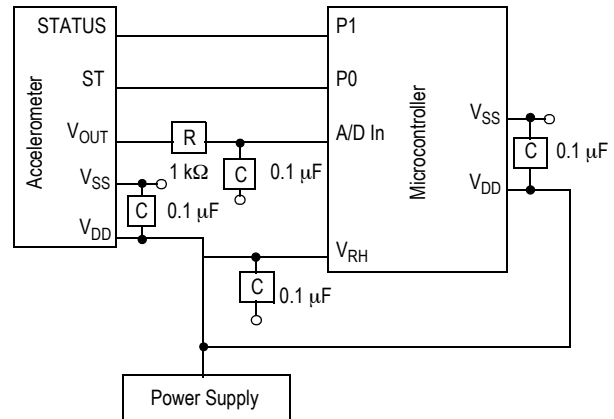 STATUS
P1
ST
P0
V_OUT
R
A/D In
V_SS
1 kΩ
C
0.1 µF
V_SS
C
0.1 µF
C
0.1 µF
V_DD
V_DD
V_RH
C
0.1 µF
Accelerometer
Microcontroller
Power Supply